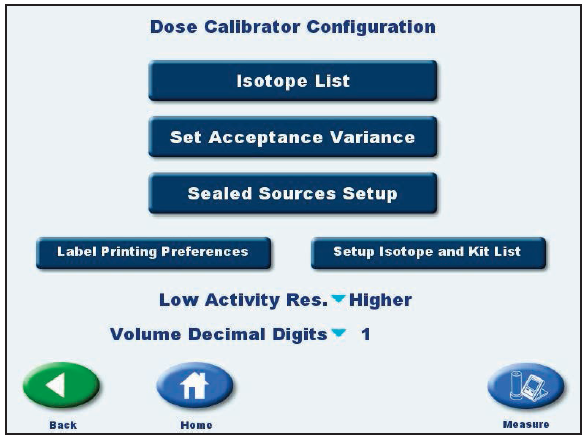 Dose Calibrator Configuration
Isotope List
Set Acceptance Variance
Sealed Sources Setup
Label Printing Preferences
Setup Isotope and Kit List
Low Activity Res. Higher
Volume Decimal Digits 1
Back
Home
Measure